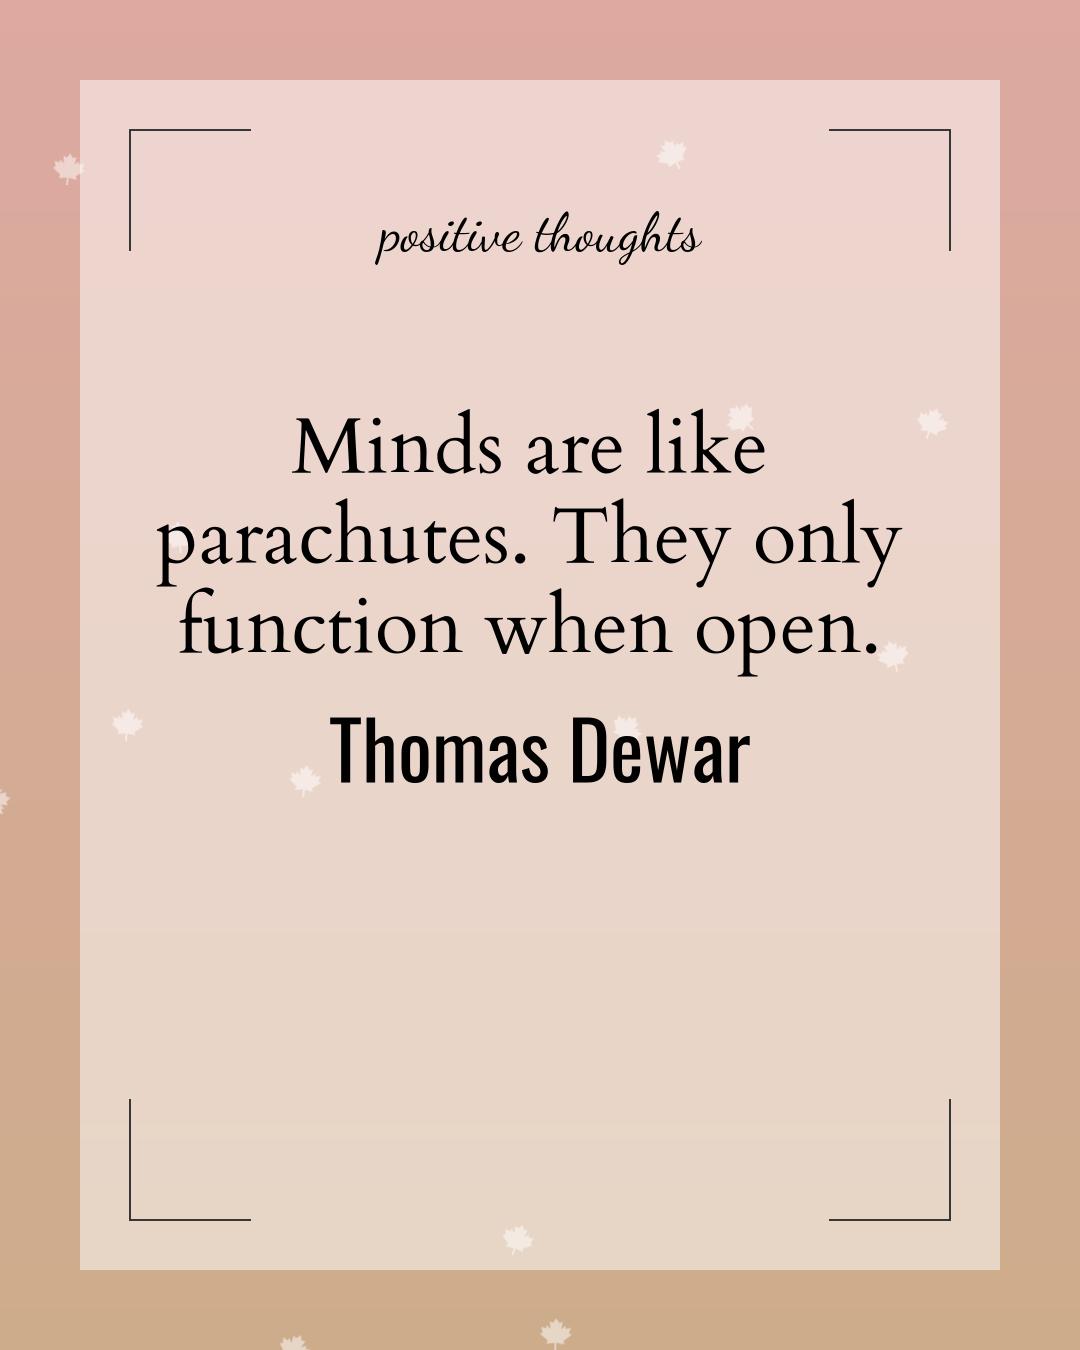 positive thoughts
Minds are like
parachutes. They only
function when open.
Thomas Dewar